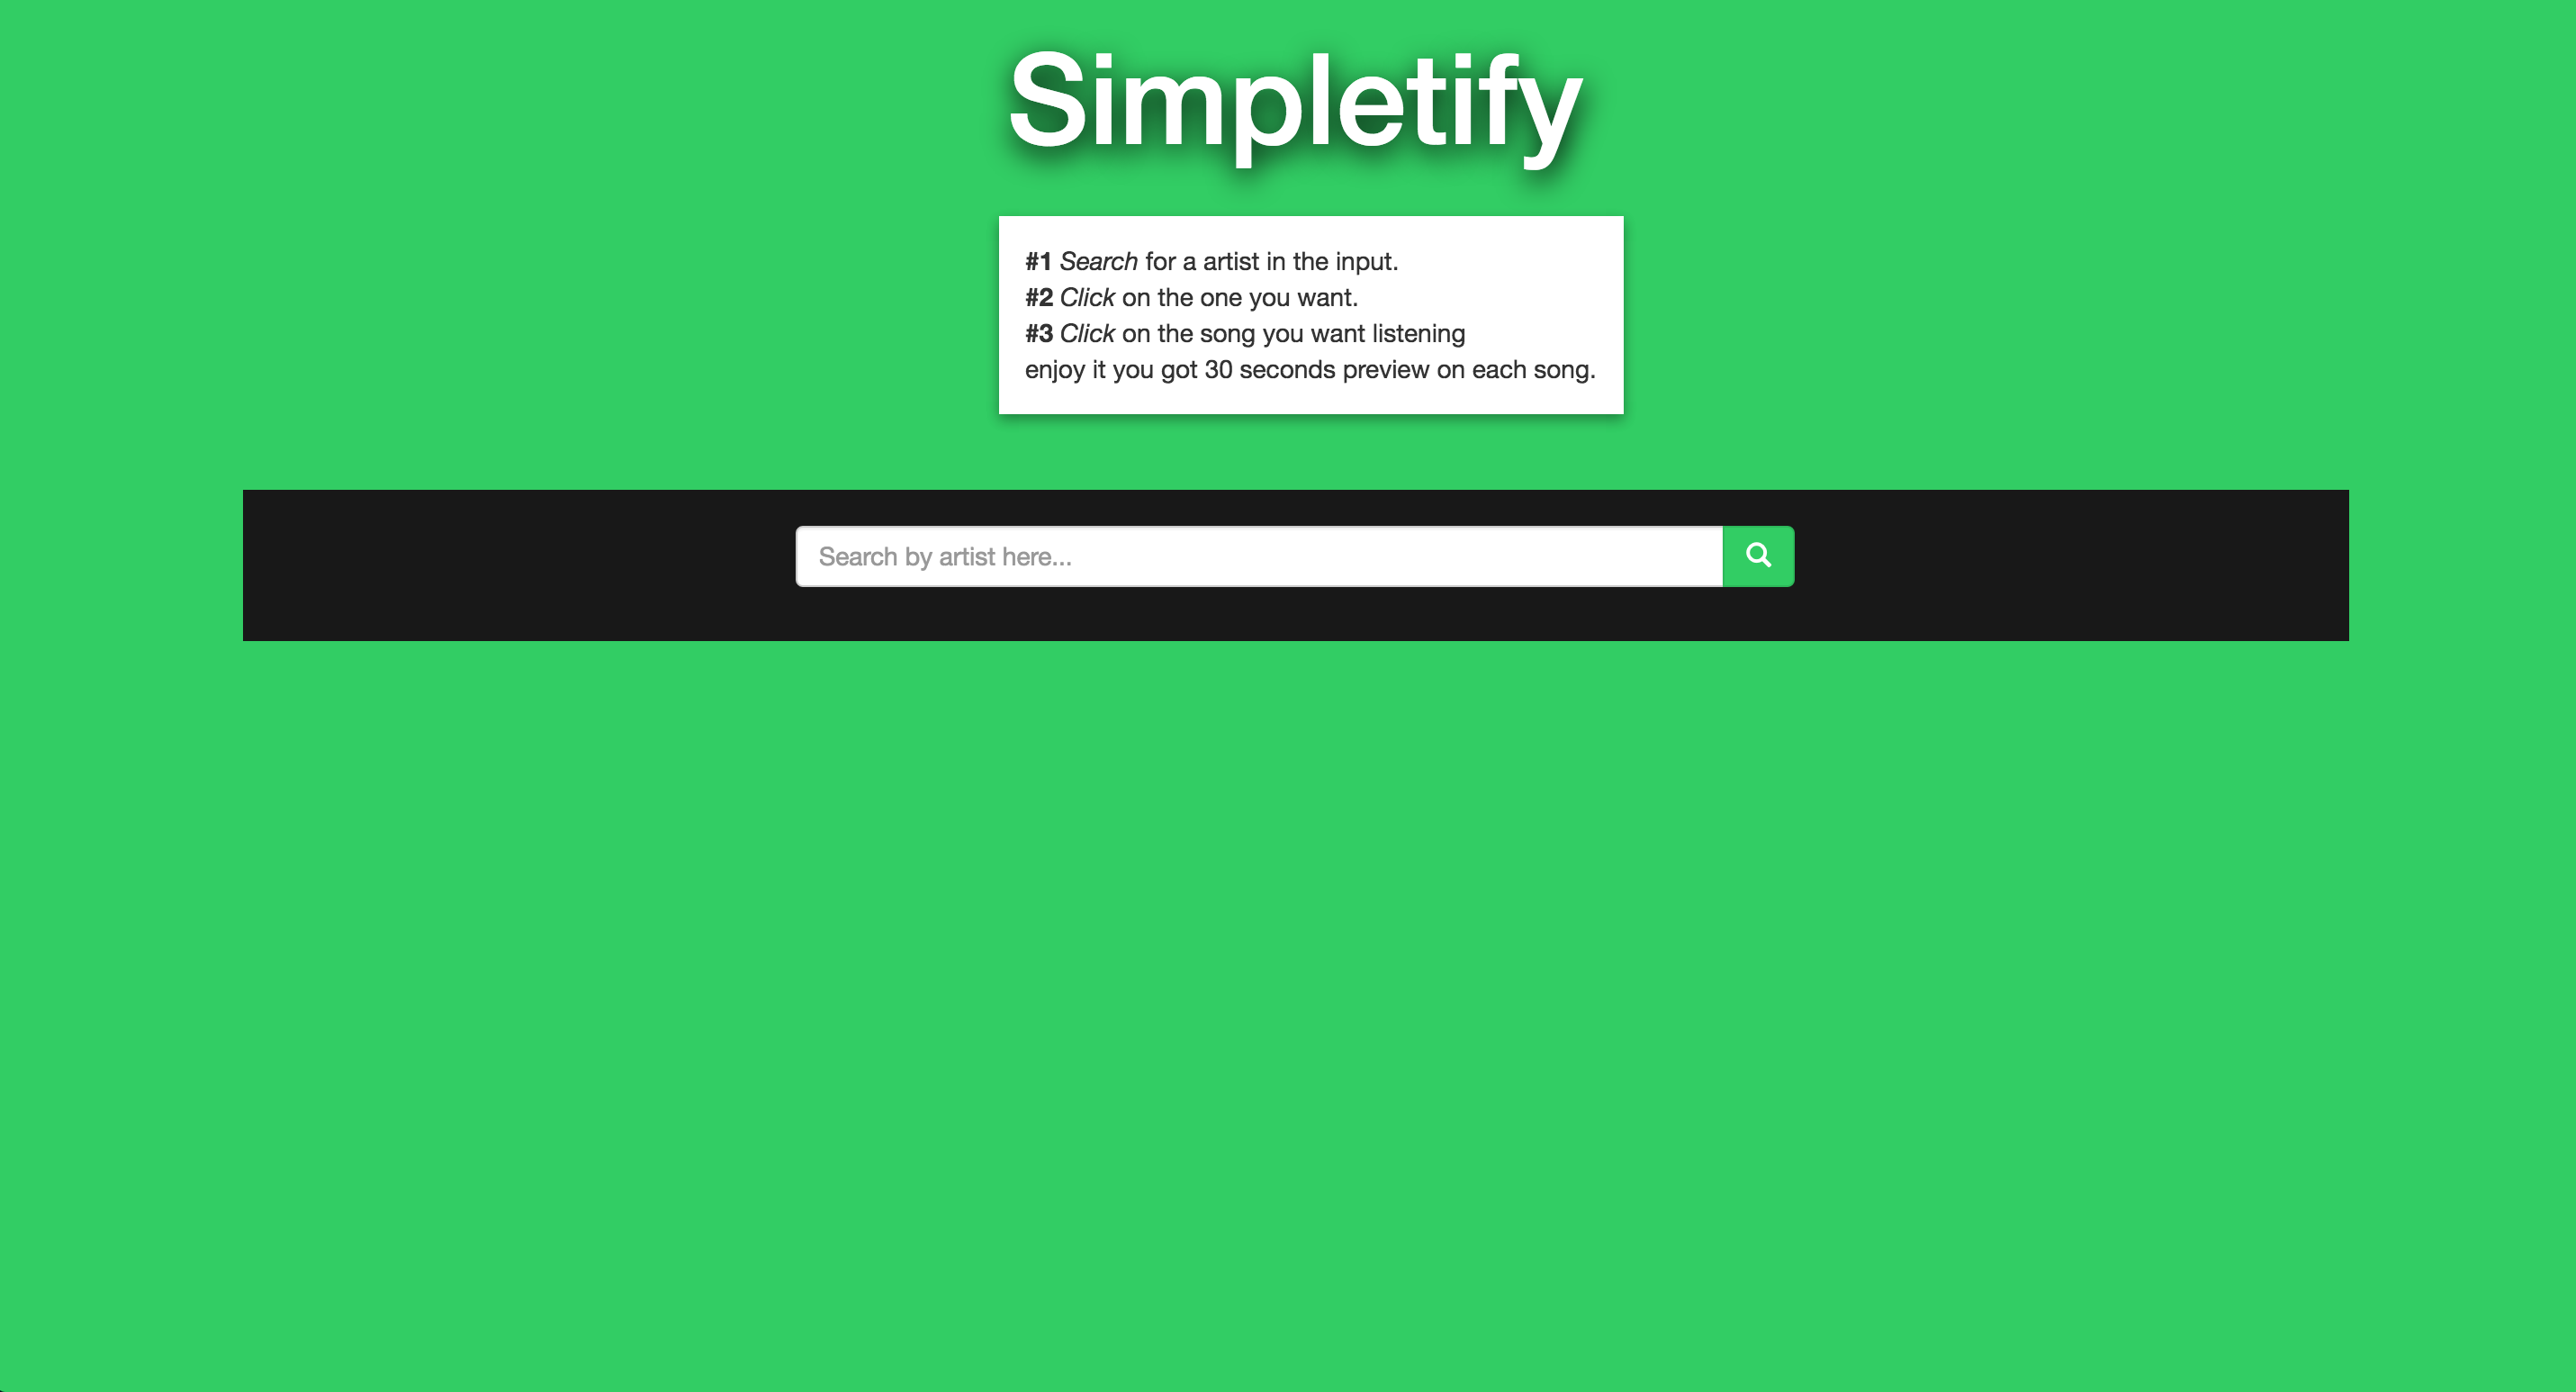 Simpletify
#1 Search for a artist in the input.
#2 Click on the one you want.
#3 Click on the song you want listening
enjoy it you got 30 seconds preview on each song.
Search by artist here...